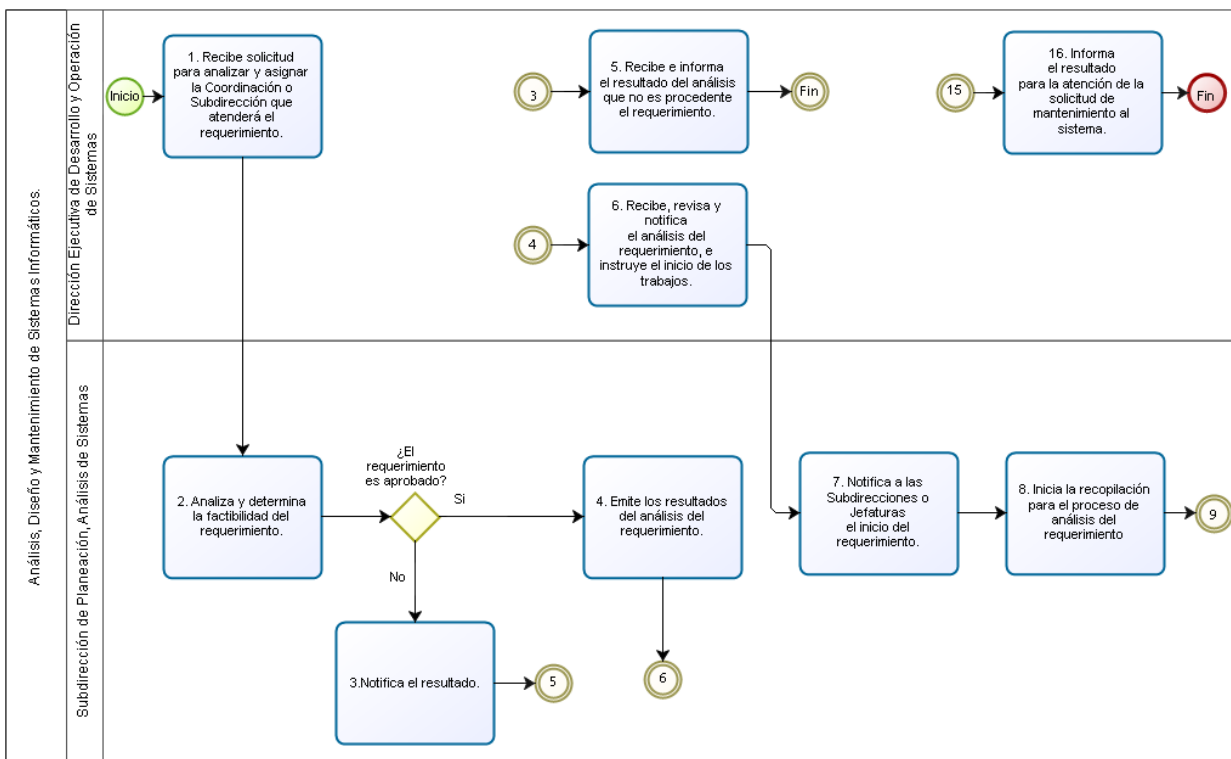 Análisis, Diseño y Mantenimiento de Sistemas Informáticos.
Dirección Ejecutiva de Desarrollo y Operación
de Sistemas
Inicio
1. Recibe solicitud
para analizar y asignar
la Coordinación o
Subdirección que
atenderá el
requerimiento.
3
5. Recibe e informa
el resultado del análisis
que no es procedente
el requerimiento.
Fin
15
16. Informa
el resultado
para la atención de la
solicitud de
mantenimiento al
sistema.
Fin
4
6. Recibe, revisa y
notifica
el análisis del
requerimiento, e
instruye el inicio de los
trabajos.
Subdirección de Planeación, Análisis de Sistemas
2. Analiza y determina
la factibilidad del
requerimiento.
¿El
requerimiento
es aprobado?
Si
No
4. Emite los resultados
del análisis del
requerimiento.
6
3.Notifica el resultado.
5
7. Notifica a las
Subdirecciones o
Jefaturas
el inicio del
requerimiento.
8. Inicia la recopilación
para el proceso de
análisis del
requerimiento
9